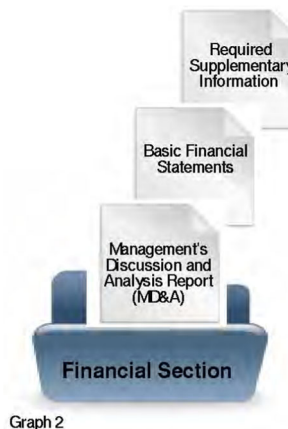 Required
Supplementary
Information
Basic Financial
Statements
Management's
Discussion and
Analysis Report
(MD&A)
Financial Section
Graph 2